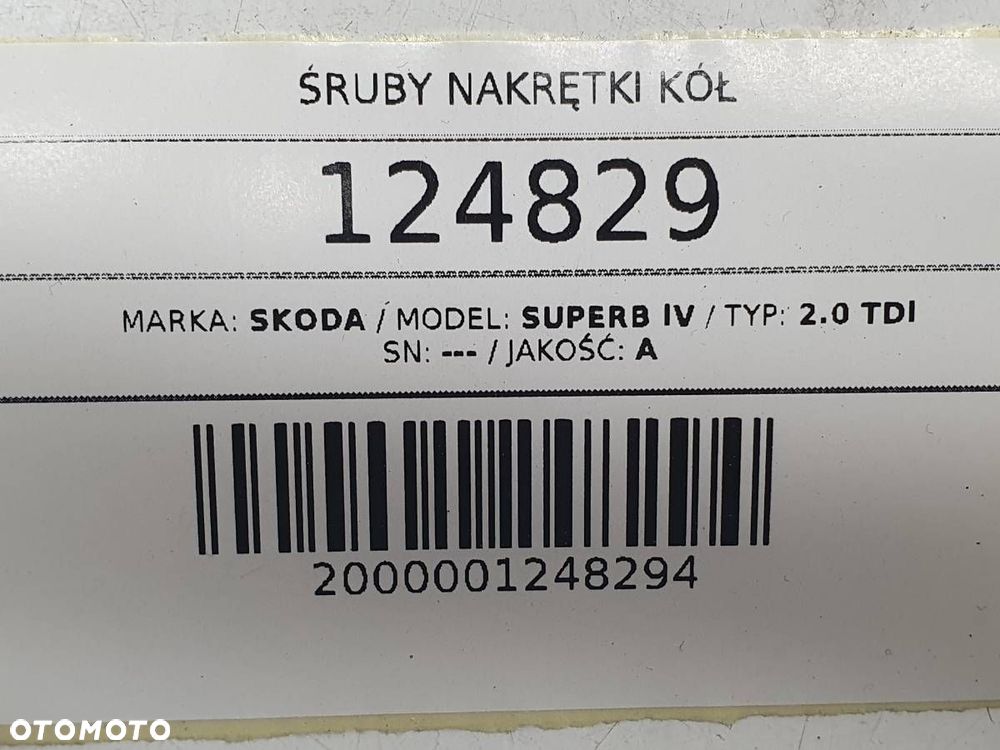 ŚRUBY NAKRĘTKI KÓŁ
124829
MARKA: SKODA / MODEL: SUPERB IV / TYP: 2.0 TDI
SN: --- / JAKOŚĆ: A
2000001248294
OTOMOTO